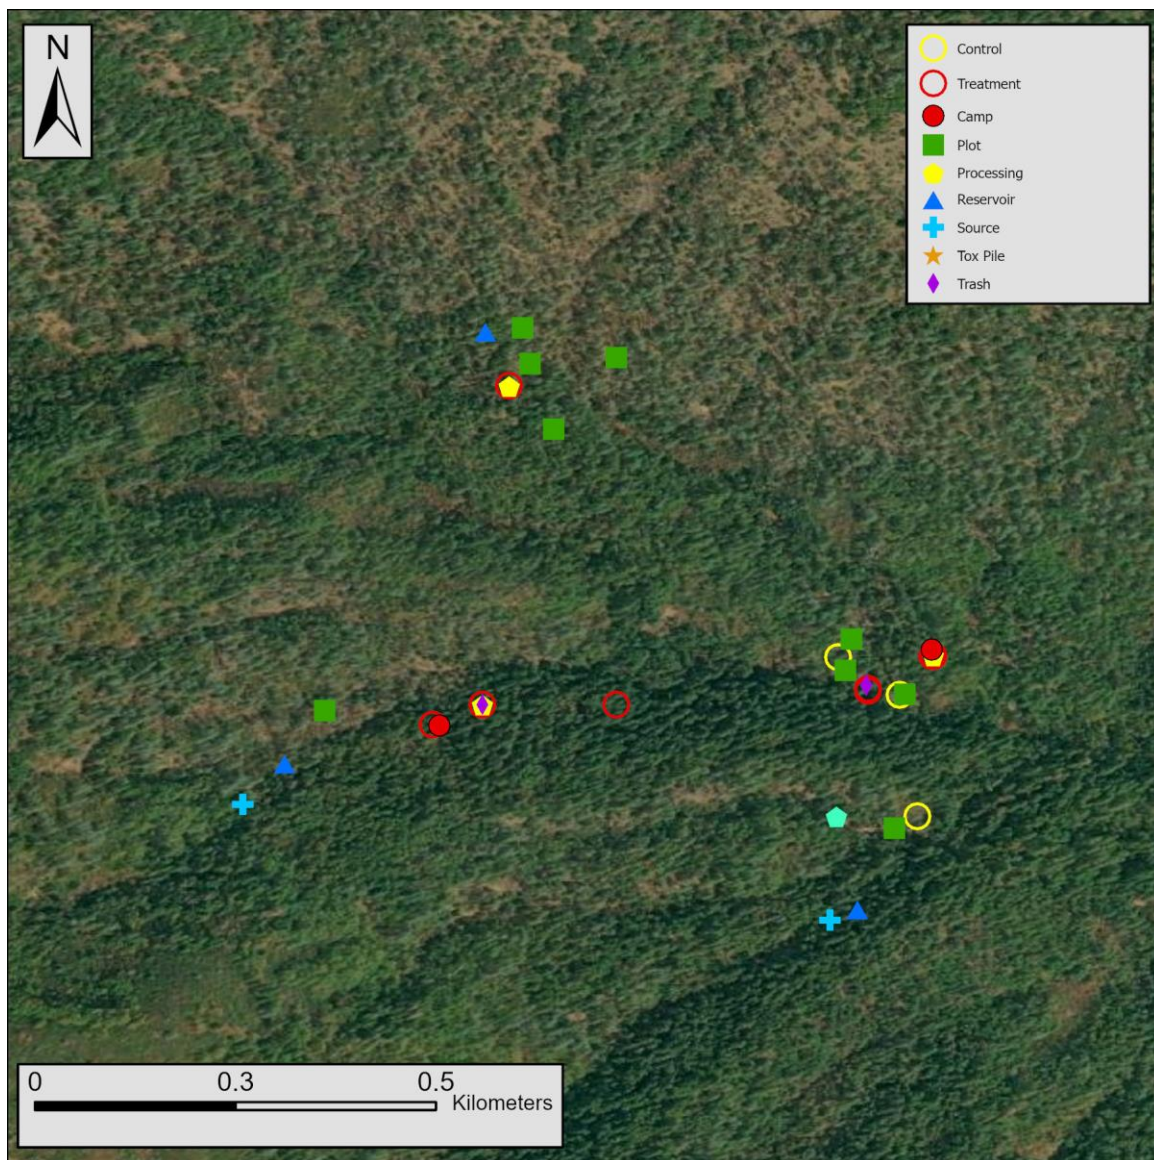 N
Control
Treatment
Camp
Plot
Processing
Reservoir
Source
Tox Pile
Trash
0 0.3 0.5
Kilometers